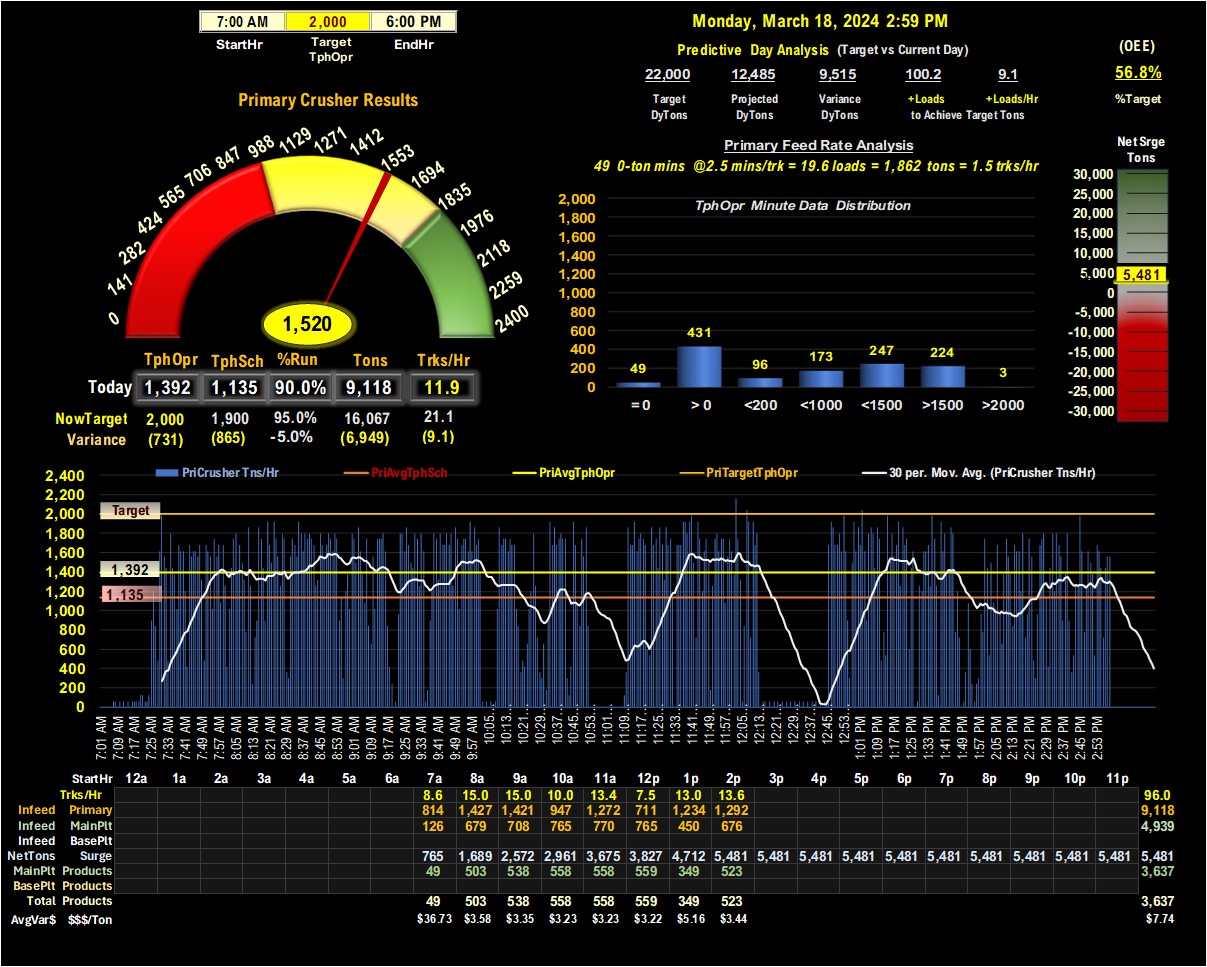 7:00 AM 2,000 6:00 PM
StartHr Target TphOpr EndHr
Monday, March 18, 2024 2:59 PM
Predictive Day Analysis (Target vs Current Day)
(OEE)
22,000 12,485 9,515 100.2 9.1
56.8%
Target DyTons Projected DyTons Variance DyTons +Loads +Loads/Hr to Achieve Target Tons
%Target
Primary Crusher Results
0 141 282 424 565 706 847 988 1129 1271 1412 1553 1694 1835 1976 2118 2259 2400
1,520
Primary Feed Rate Analysis
49 0-ton mins @2.5 mins/trk = 19.6 loads = 1,862 tons = 1.5 trks/hr
TphOpr Minute Data Distribution
2,000
1,800
1,600
1,400
1,200
1,000
800
600
400
200
0
49 431 96 173 247 224 3
= 0 > 0 <200 <1000 <1500 >1500 >2000
Net Srge
Tons
30,000
25,000
20,000
15,000
10,000
5,000 5,481
0
-5,000
-10,000
-15,000
-20,000
-25,000
-30,000
TphOpr TphSch %Run Tons Trks/Hr
Today 1,392 1,135 90.0% 9,118 11.9
NowTarget 2,000 1,900 95.0% 16,067 21.1
Variance (731) (865) -5.0% (6,949) (9.1)
PriCrusher Tns/Hr PriAvgTphSch PriAvgTphOpr PriTargetTphOpr 30 per. Mov. Avg. (PriCrusher Tns/Hr)
2,400
2,200
2,000
1,800
1,600
1,400
1,200
1,000
800
600
400
200
0
Target
1,392
1,135
7:01 AM 7:09 AM 7:17 AM 7:25 AM 7:33 AM 7:41 AM 7:49 AM 7:57 AM 8:05 AM 8:13 AM 8:21 AM 8:29 AM 8:37 AM 8:45 AM 8:53 AM 9:01 AM 9:09 AM 9:17 AM 9:25 AM 9:33 AM 9:41 AM 9:49 AM 9:57 AM 10:05… 10:13… 10:21… 10:29… 10:37… 10:45… 10:53… 11:01… 11:09… 11:17… 11:25… 11:33… 11:41… 11:49… 11:57… 12:05… 12:13… 12:21… 12:29… 12:37… 12:45… 12:53… 1:01 PM 1:09 PM 1:17 PM 1:25 PM 1:33 PM 1:41 PM 1:49 PM 1:57 PM 2:05 PM 2:13 PM 2:21 PM 2:29 PM 2:37 PM 2:45 PM 2:53 PM
StartHr 12a 1a 2a 3a 4a 5a 6a 7a 8a 9a 10a 11a 12p 1p 2p 3p 4p 5p 6p 7p 8p 9p 10p 11p
Trks/Hr 8.6 15.0 15.0 10.0 13.4 7.5 13.0 13.6 96.0
Infeed Primary 814 1,427 1,421 947 1,272 711 1,234 1,292 9,118
Infeed MainPlt 126 679 708 765 770 765 450 676 4,939
Infeed BasePlt
NetTons Surge 765 1,689 2,572 2,961 3,675 3,827 4,712 5,481 5,481 5,481 5,481 5,481 5,481 5,481 5,481 5,481 5,481 5,481
MainPlt Products 49 503 538 558 558 559 349 523 3,637
BasePlt Products
Total Products 49 503 538 558 558 559 349 523 3,637
AvgVar$ $$$/Ton $36.73 $3.58 $3.35 $3.23 $3.23 $3.22 $5.16 $3.44 $7.74